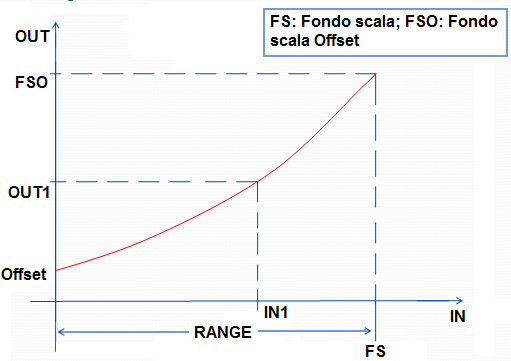 FS: Fondo scala; FSO: Fondo
scala Offset
OUT
FSO
OUT1
Offset
IN1
IN
RANGE
FS